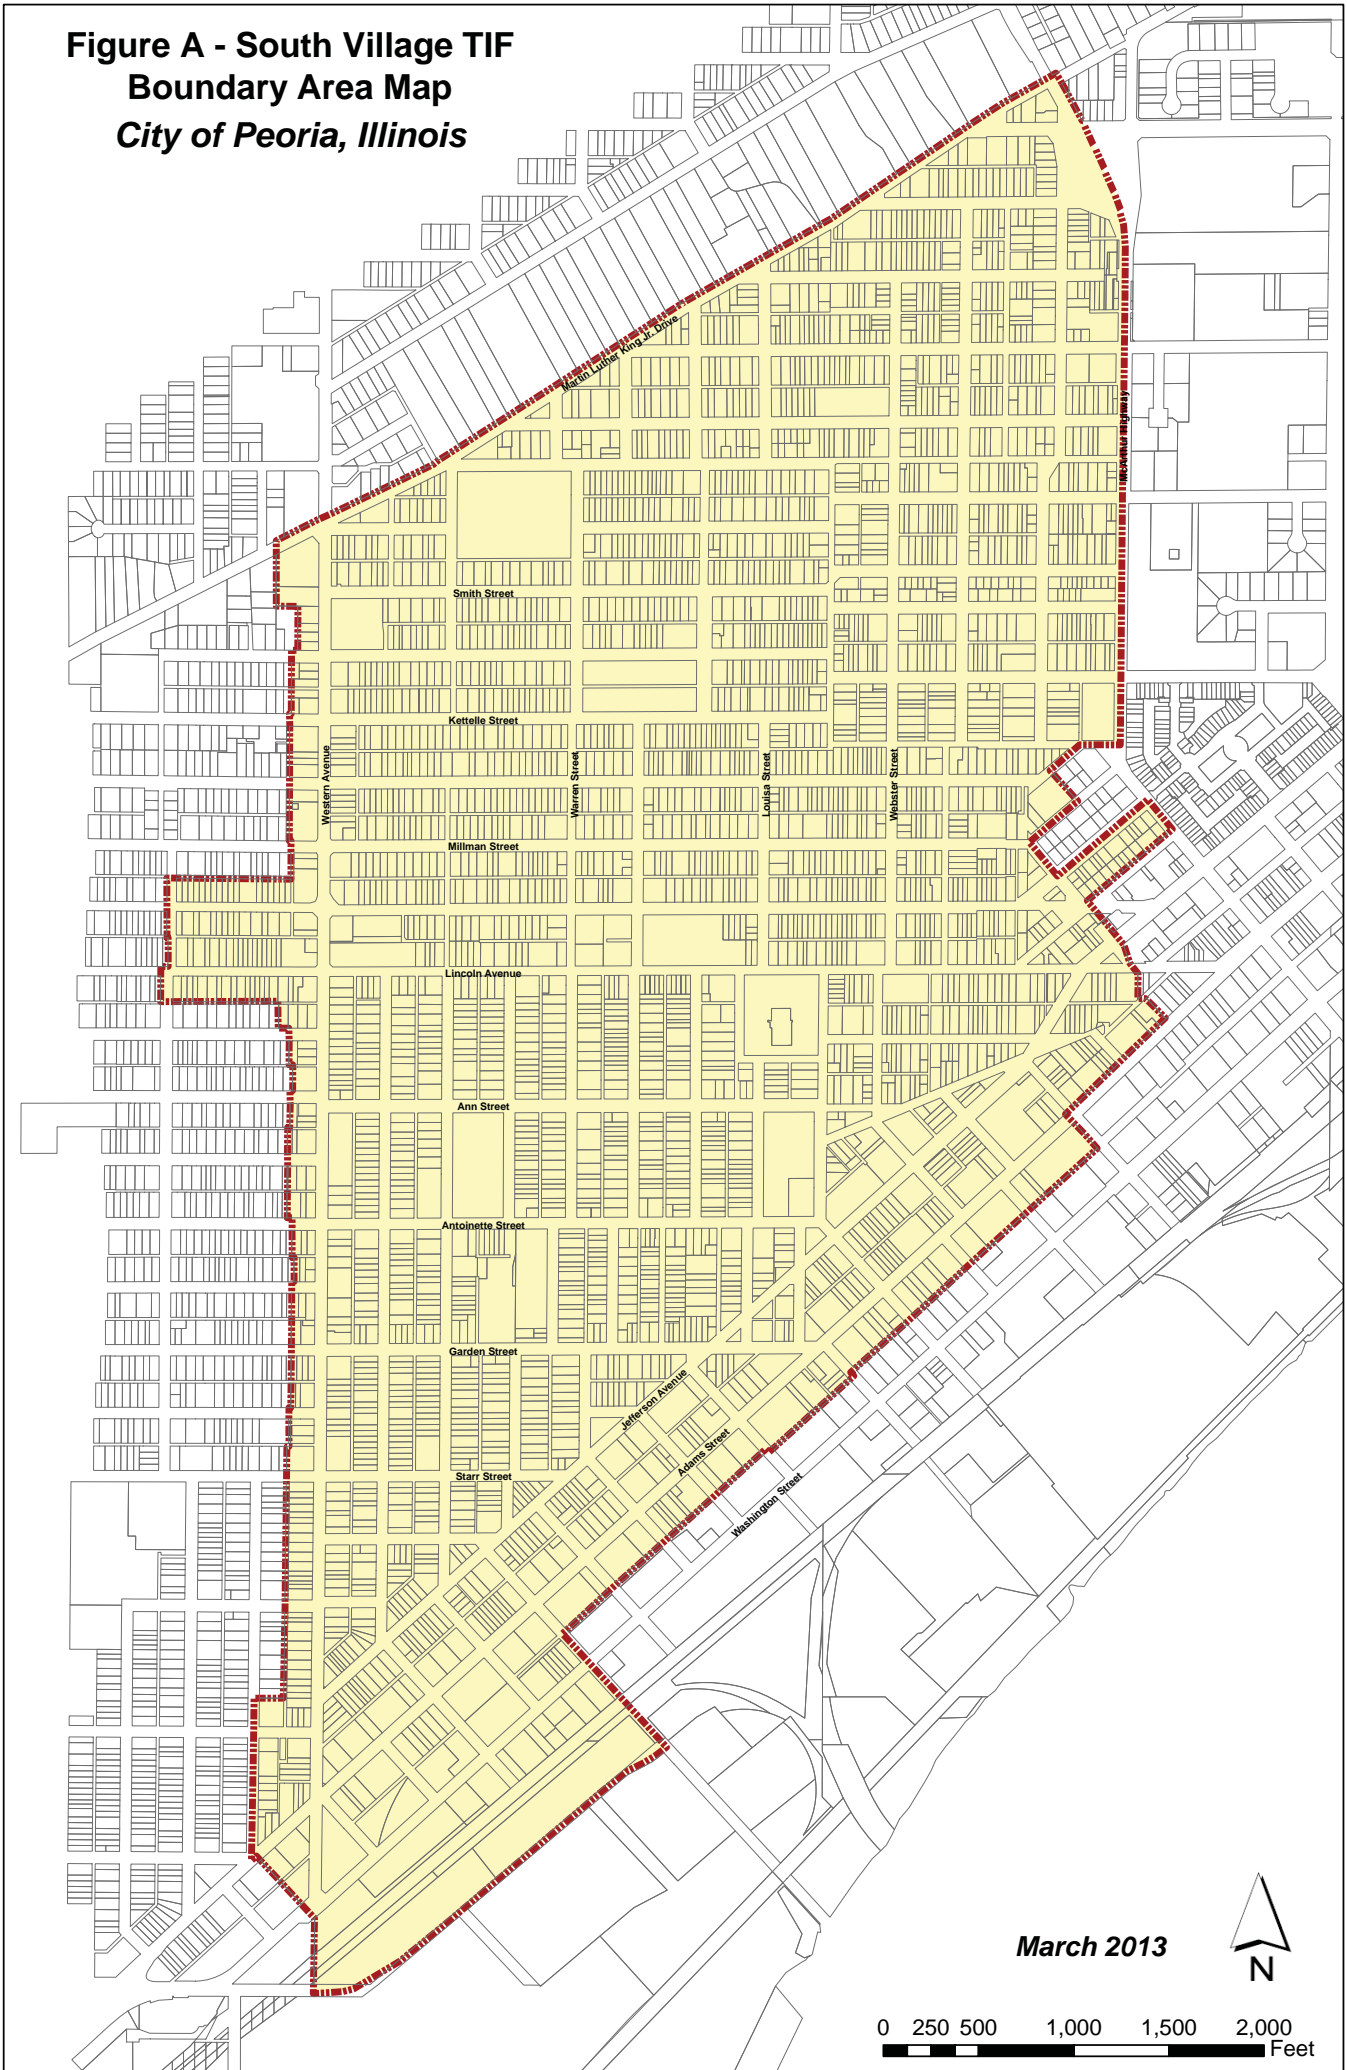 Figure A - South Village TIF
Boundary Area Map
City of Peoria, Illinois
Martin Luther King Jr. Drive
McArthur Highway
Smith Street
Kettelle Street
Western Avenue
Warren Street
Louisa Street
Webster Street
Millman Street
Lincoln Avenue
Ann Street
Antoinette Street
Garden Street
Jefferson Avenue
Adams Street
Starr Street
Washington Street
March 2013
N
0 250 500 1,000 1,500 2,000
Feet